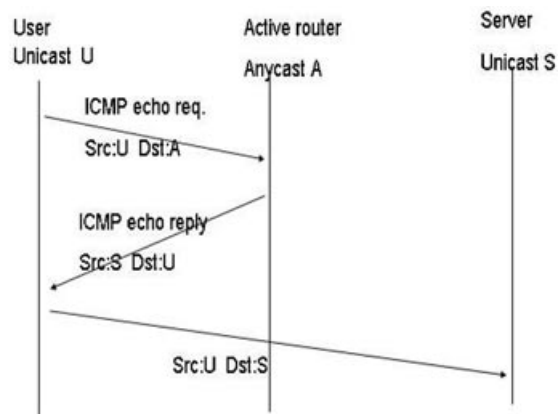 User
Unicast U
Active router
Anycast A
Server
Unicast S
ICMP echo req.
Src:U Dst:A
ICMP echo reply
Src:S Dst:U
Src:U Dst:S